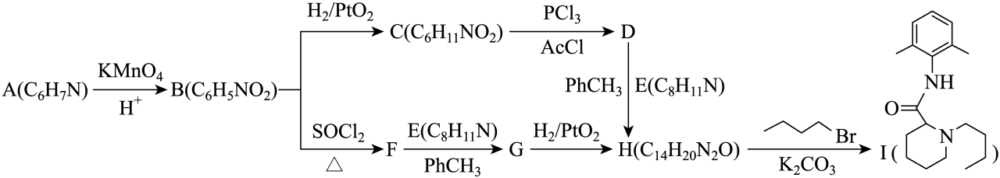 H₂/PtO₂
C(C₆H₁₁NO₂)
PCl₃
AcCl
D
A(C₆H₇N)
KMnO₄
H⁺
B(C₆H₅NO₂)
PhCH₃
E(C₈H₁₁N)
SOCl₂
△
F
E(C₈H₁₁N)
PhCH₃
G
H₂/PtO₂
H(C₁₄H₂₀N₂O)
Br
K₂CO₃
I (
NH
O
N
)